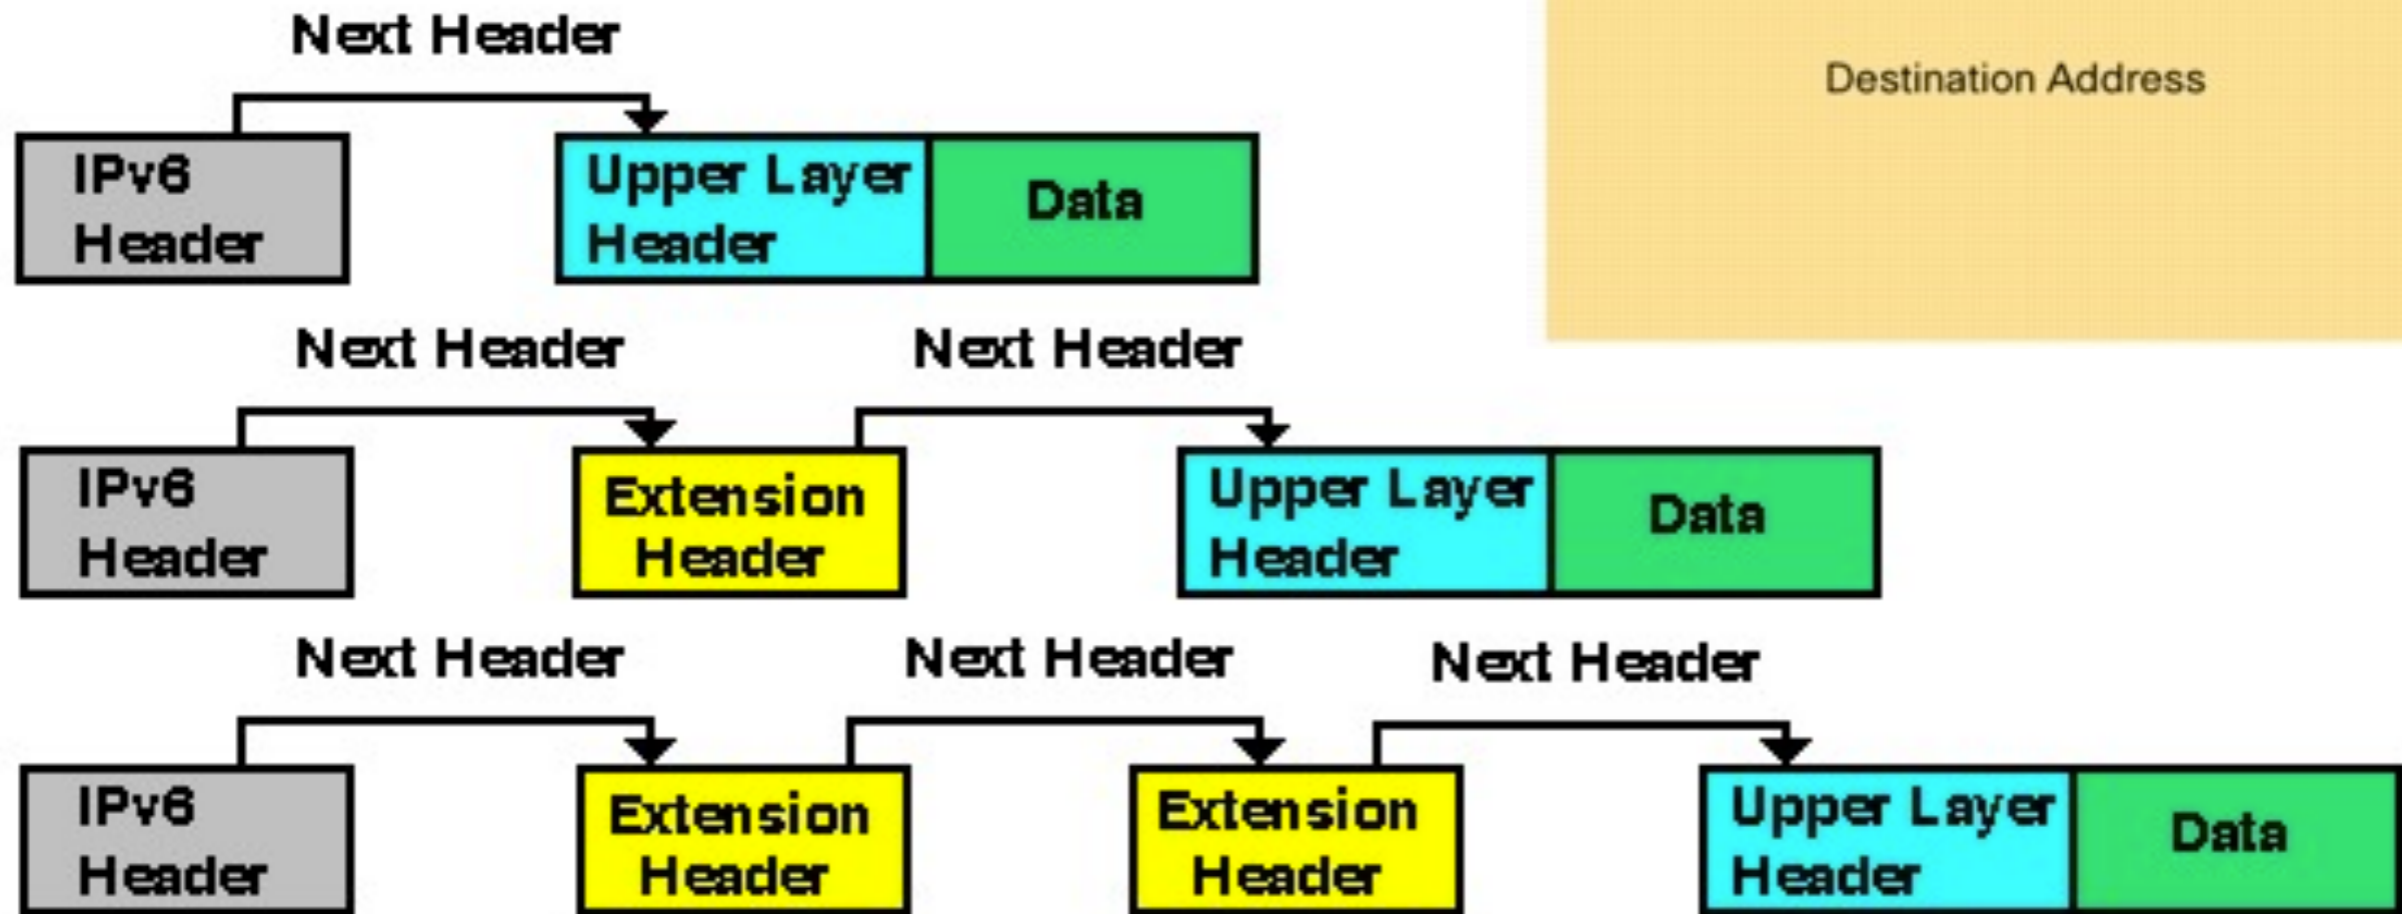 Next Header
Destination Address
IPv6
Header
Upper Layer
Header
Data
Next Header
Next Header
IPv6
Header
Extension
Header
Upper Layer
Header
Data
Next Header
Next Header
Next Header
IPv6
Header
Extension
Header
Extension
Header
Upper Layer
Header
Data